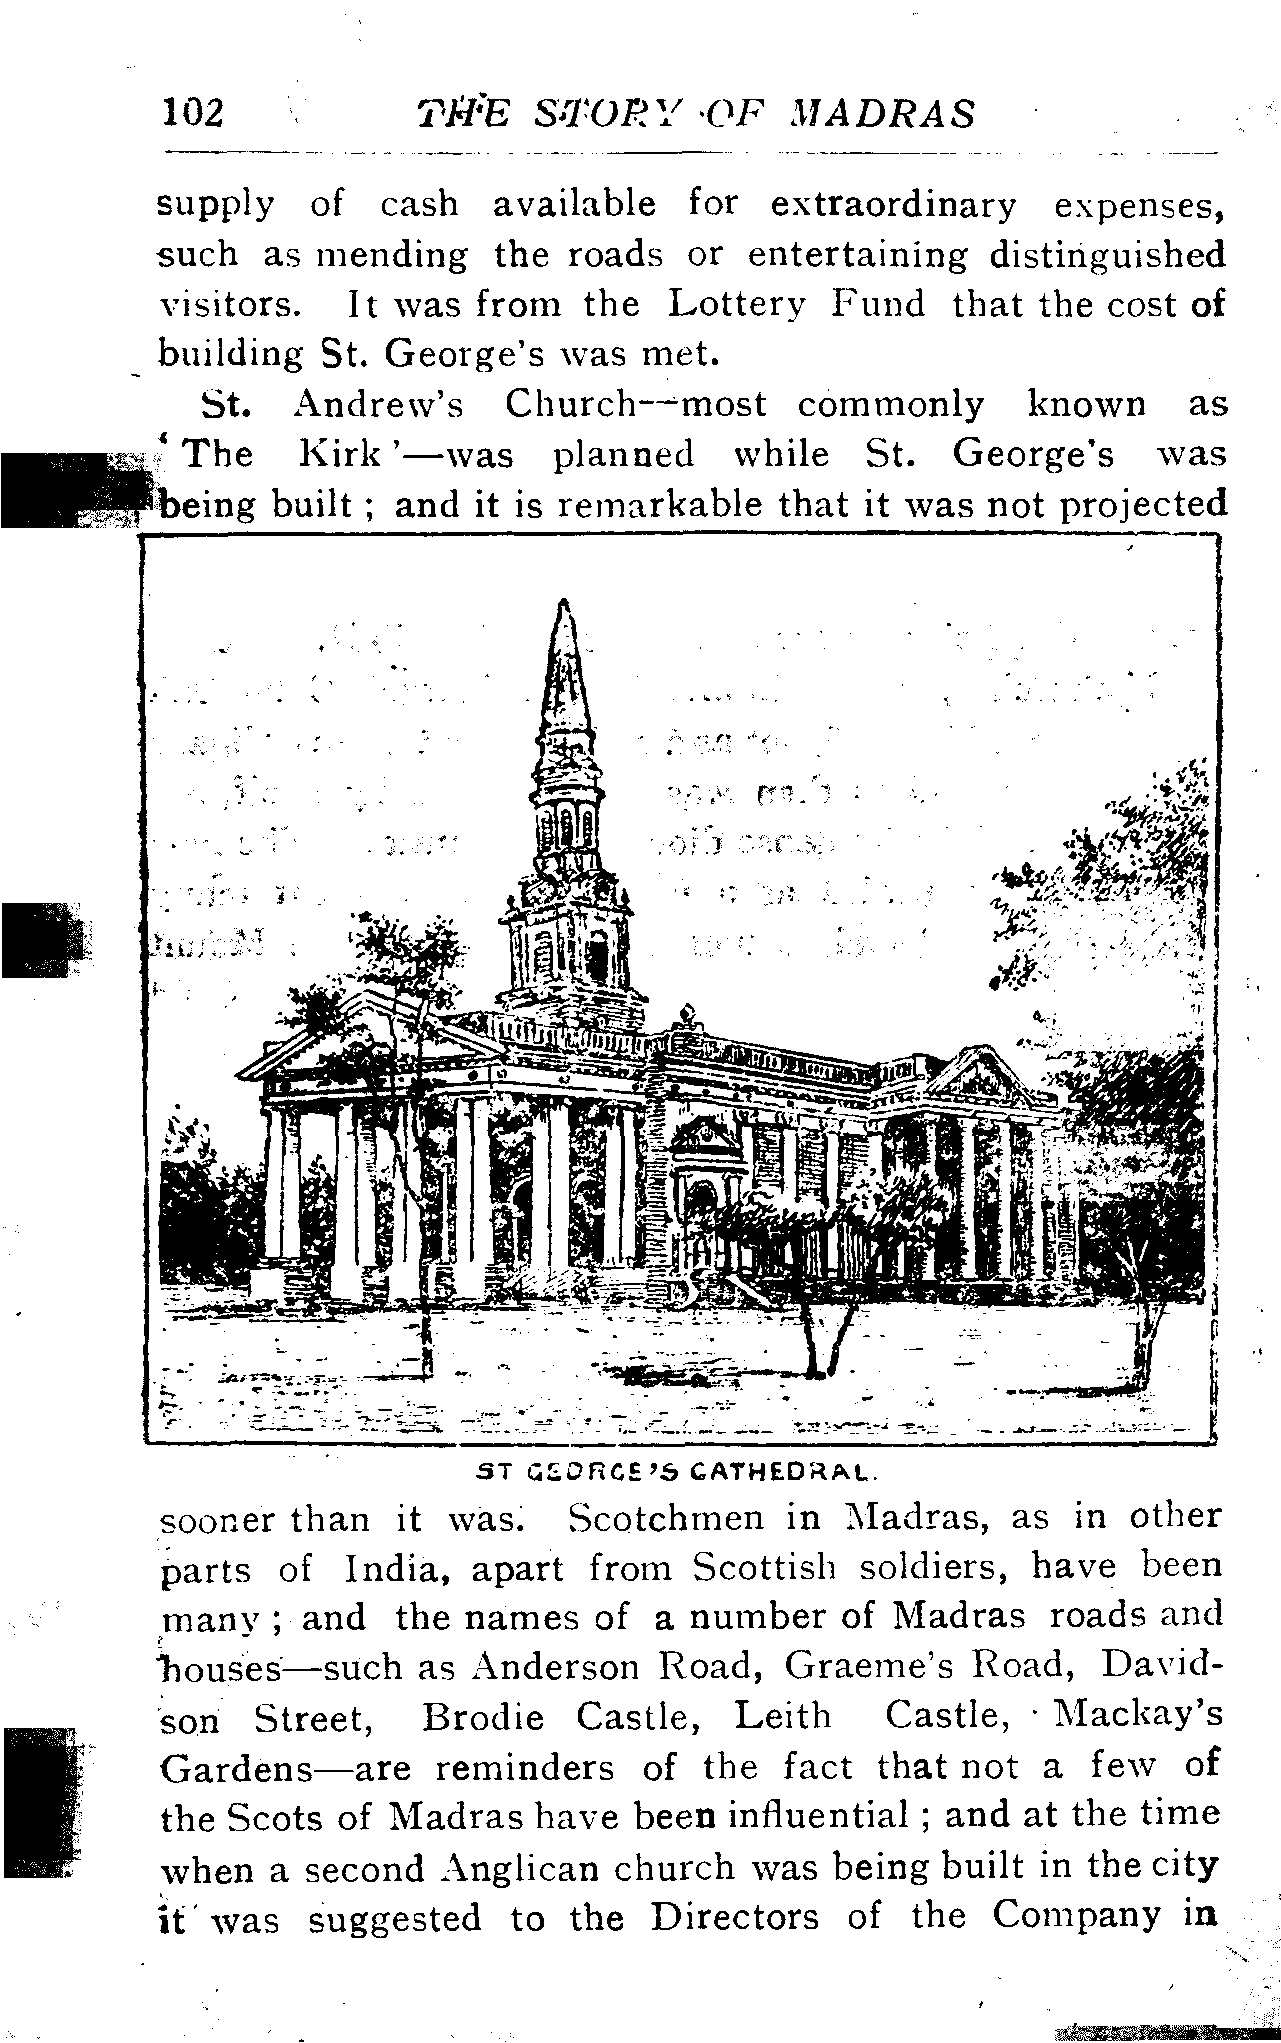 102 THE STORY OF MADRAS
supply of cash available for extraordinary expenses,
such as mending the roads or entertaining distinguished
visitors. It was from the Lottery Fund that the cost of
building St. George's was met.
St. Andrew's Church—most commonly known as
‘ The Kirk ’—was planned while St. George's was
being built ; and it is remarkable that it was not projected
ST GEORGE'S CATHEDRAL.
sooner than it was. Scotchmen in Madras, as in other
parts of India, apart from Scottish soldiers, have been
many ; and the names of a number of Madras roads and
houses—such as Anderson Road, Graeme's Road, David-
son Street, Brodie Castle, Leith Castle, Mackay's
Gardens—are reminders of the fact that not a few of
the Scots of Madras have been influential ; and at the time
when a second Anglican church was being built in the city
it was suggested to the Directors of the Company in